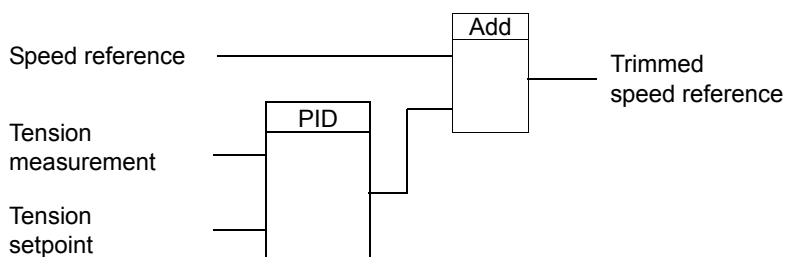 Add
Speed reference
Trimmed
speed reference
PID
Tension
measurement
Tension
setpoint